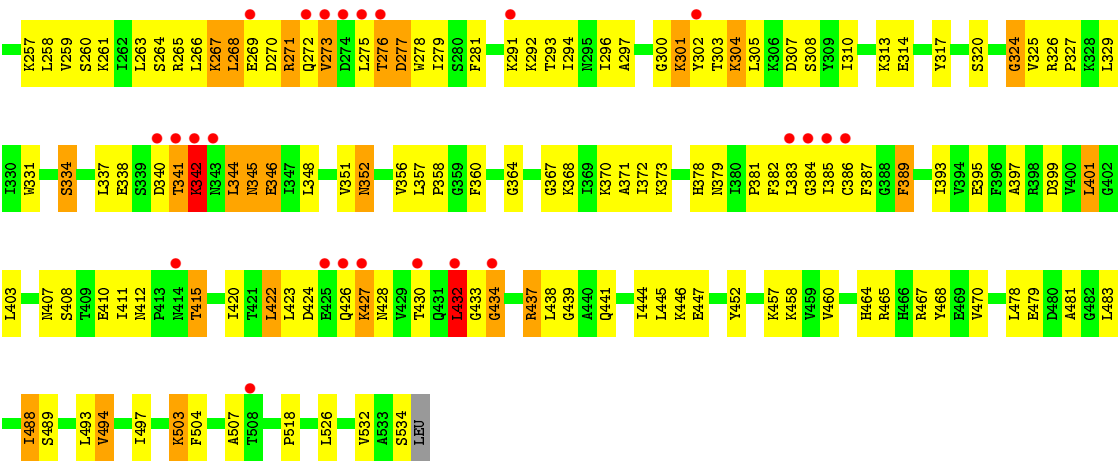 K257 L258 V259 S260 K261 I262 L263 S264 R265 L266 K267 L268 E269 D270 R271 Q272 V273 D274 L275 T276 D277 W278 I279 S280 F281 K291 K292 T293 I294 N295 I296 A297 G300 K301 Y302 T303 K304 L305 K306 D307 S308 Y309 I310 K313 E314 Y317 S320 G324 V325 R326 P327 K328 L329
I330 W331 S334 L337 E338 S339 D340 T341 K342 N343 L344 N345 E346 I347 L348 V351 N352 V356 L357 P358 G359 F360 G364 G367 K368 I369 K370 A371 I372 K373 H378 N379 I380 P381 F382 L383 G384 I385 C386 F387 G388 F389 I393 V394 E395 F396 A397 R398 D399 V400 L401 G402
L403 N407 S408 T409 E410 I411 N412 P413 N414 T415 I420 T421 L422 L423 D424 E425 Q426 K427 N428 V429 T430 Q431 L432 G433 G434 R437 L438 G439 A440 Q441 I444 L445 K446 E447 Y452 K457 K458 V459 V460 H464 R465 H466 R467 Y468 E469 V470 L478 E479 D480 A481 G482 L483
I488 S489 L493 V494 I497 K503 F504 A507 T508 P518 L526 V532 A533 S534 LEU